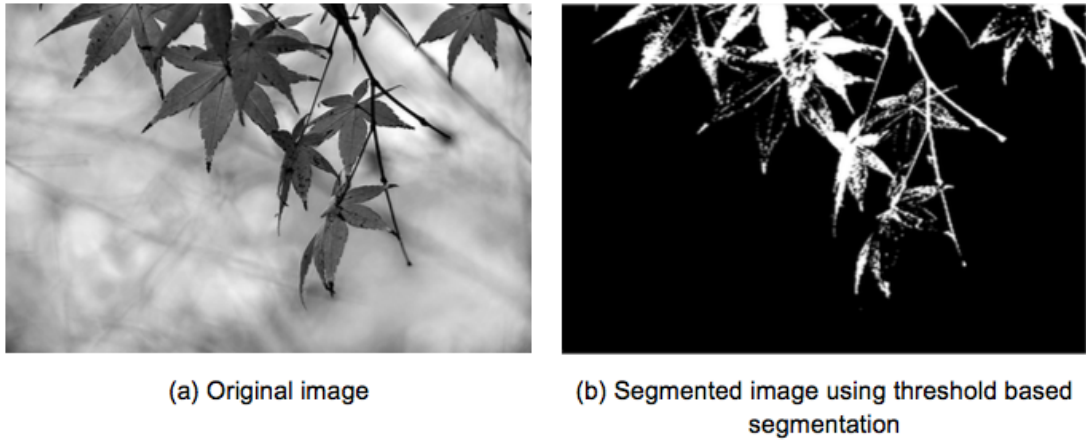 (a) Original image
(b) Segmented image using threshold based
segmentation